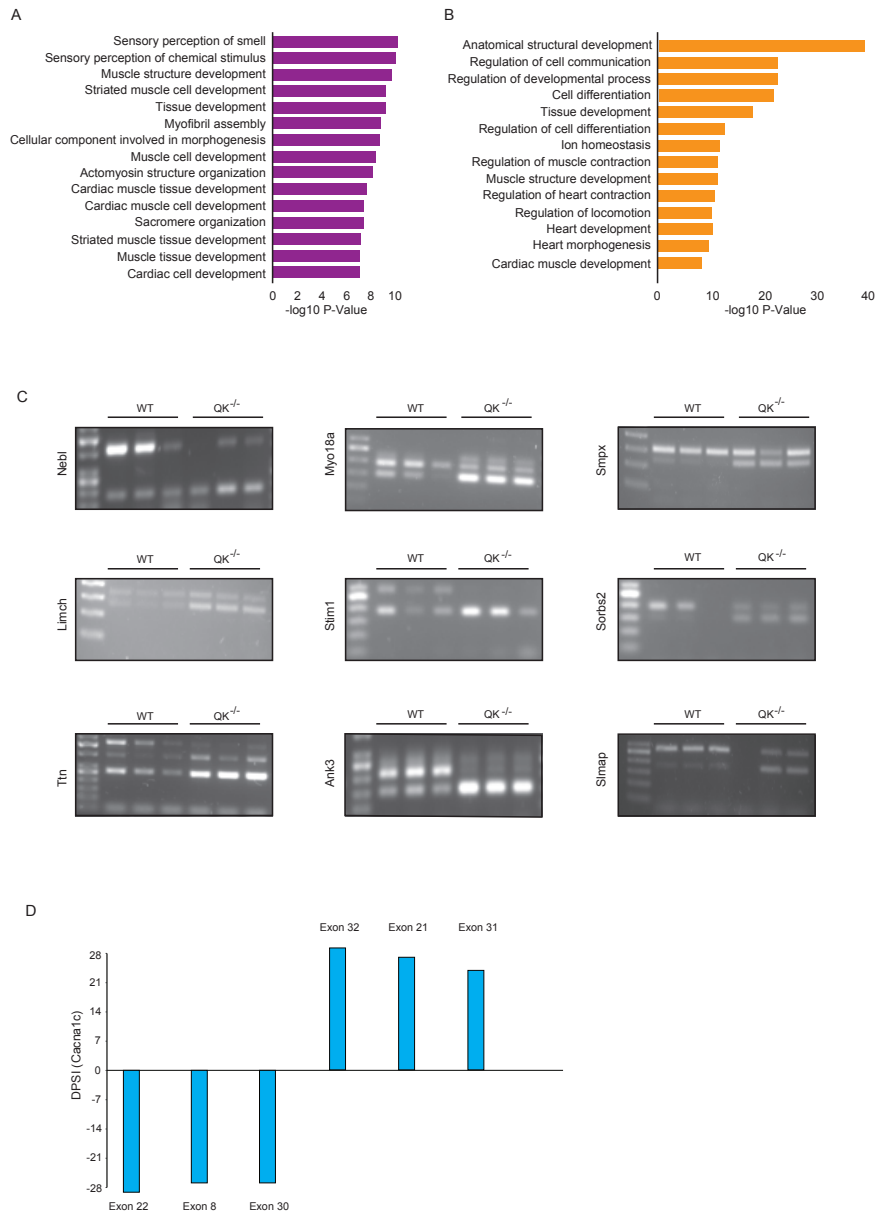 A
Sensory perception of smell
Sensory perception of chemical stimulus
Muscle structure development
Striated muscle cell development
Tissue development
Myofibril assembly
Cellular component involved in morphogenesis
Muscle cell development
Actomyosin structure organization
Cardiac muscle tissue development
Cardiac muscle cell development
Sacromere organization
Striated muscle tissue development
Muscle tissue development
Cardiac cell development
0 2 4 6 8 10
-log10 P-Value
B
Anatomical structural development
Regulation of cell communication
Regulation of developmental process
Cell differentiation
Tissue development
Regulation of cell differentiation
Ion homeostasis
Regulation of muscle contraction
Muscle structure development
Regulation of heart contraction
Regulation of locomotion
Heart development
Heart morphogenesis
Cardiac muscle development
0 10 20 30 40
-log10 P-Value
C
WT QK-/-
Nebl
WT QK-/-
Myo18a
WT QK-/-
Smpx
WT QK-/-
Limch
WT QK-/-
Stim1
WT QK-/-
Sorbs2
WT QK-/-
Ttn
WT QK-/-
Ank3
WT QK-/-
Slmap
D
Exon 32 Exon 21 Exon 31
28
21
14
7
0
-7
-14
-21
-28
DPSI (Cacna1c)
Exon 22 Exon 8 Exon 30